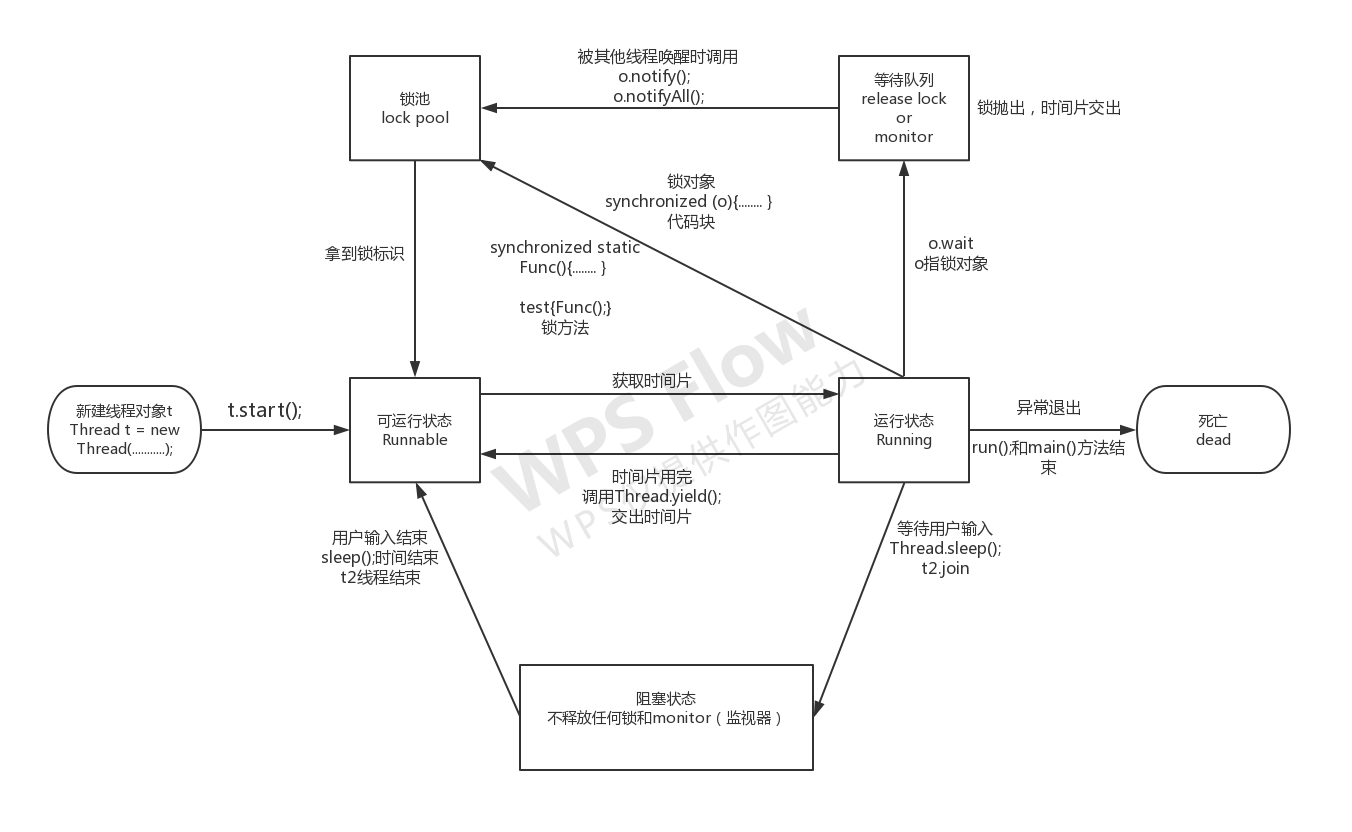 被其他线程唤醒时调用
o.notify();
o.notifyAll();
锁池
lock pool
等待队列
release lock
or
monitor
锁抛出，时间片交出
锁对象
synchronized (o){........ }
代码块
拿到锁标识
synchronized static
Func(){........ }
test{Func();}
锁方法
o.wait
o指锁对象
新建线程对象t
Thread t = new
Thread(...........);
t.start();
可运行状态
Runnable
获取时间片
运行状态
Running
异常退出
run()和main()方法结
束
死亡
dead
时间片用完
调用Thread.yield();
交出时间片
用户输入结束
sleep();时间结束
t2线程结束
等待用户输入
Thread.sleep();
t2.join
阻塞状态
不释放任何锁和monitor（监视器）
WPS Flow